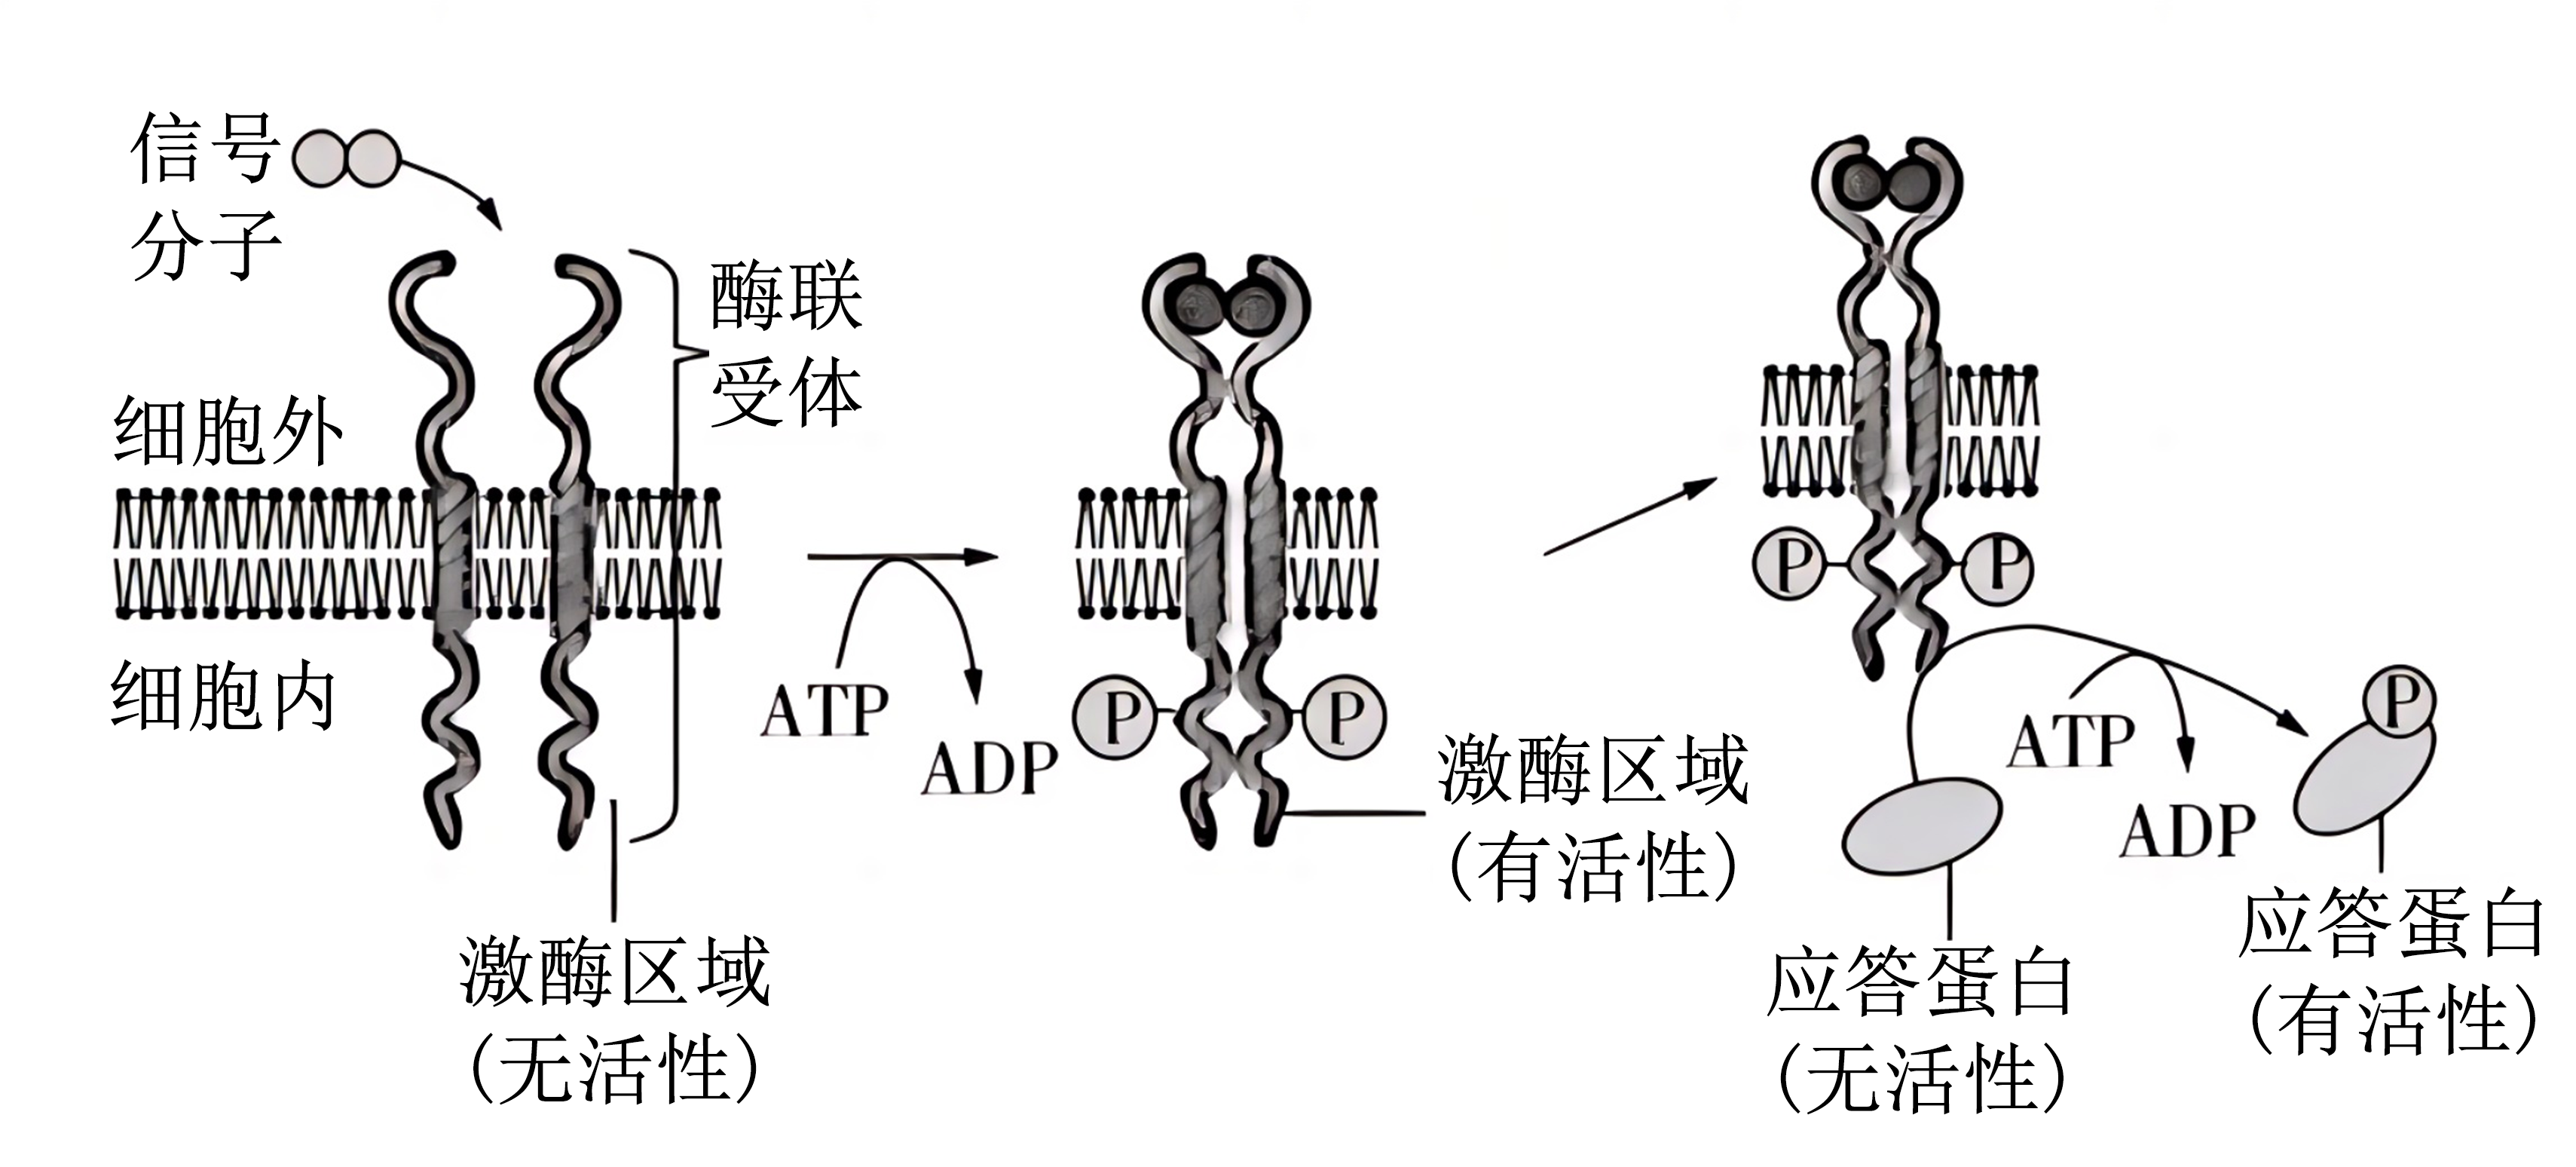 信号
分子
酶联
受体
细胞外
细胞内
激酶区域
(无活性)
ATP
ADP
P
P
激酶区域
(有活性)
P
P
ATP
ADP
P
应答蛋白
(无活性)
应答蛋白
(有活性)